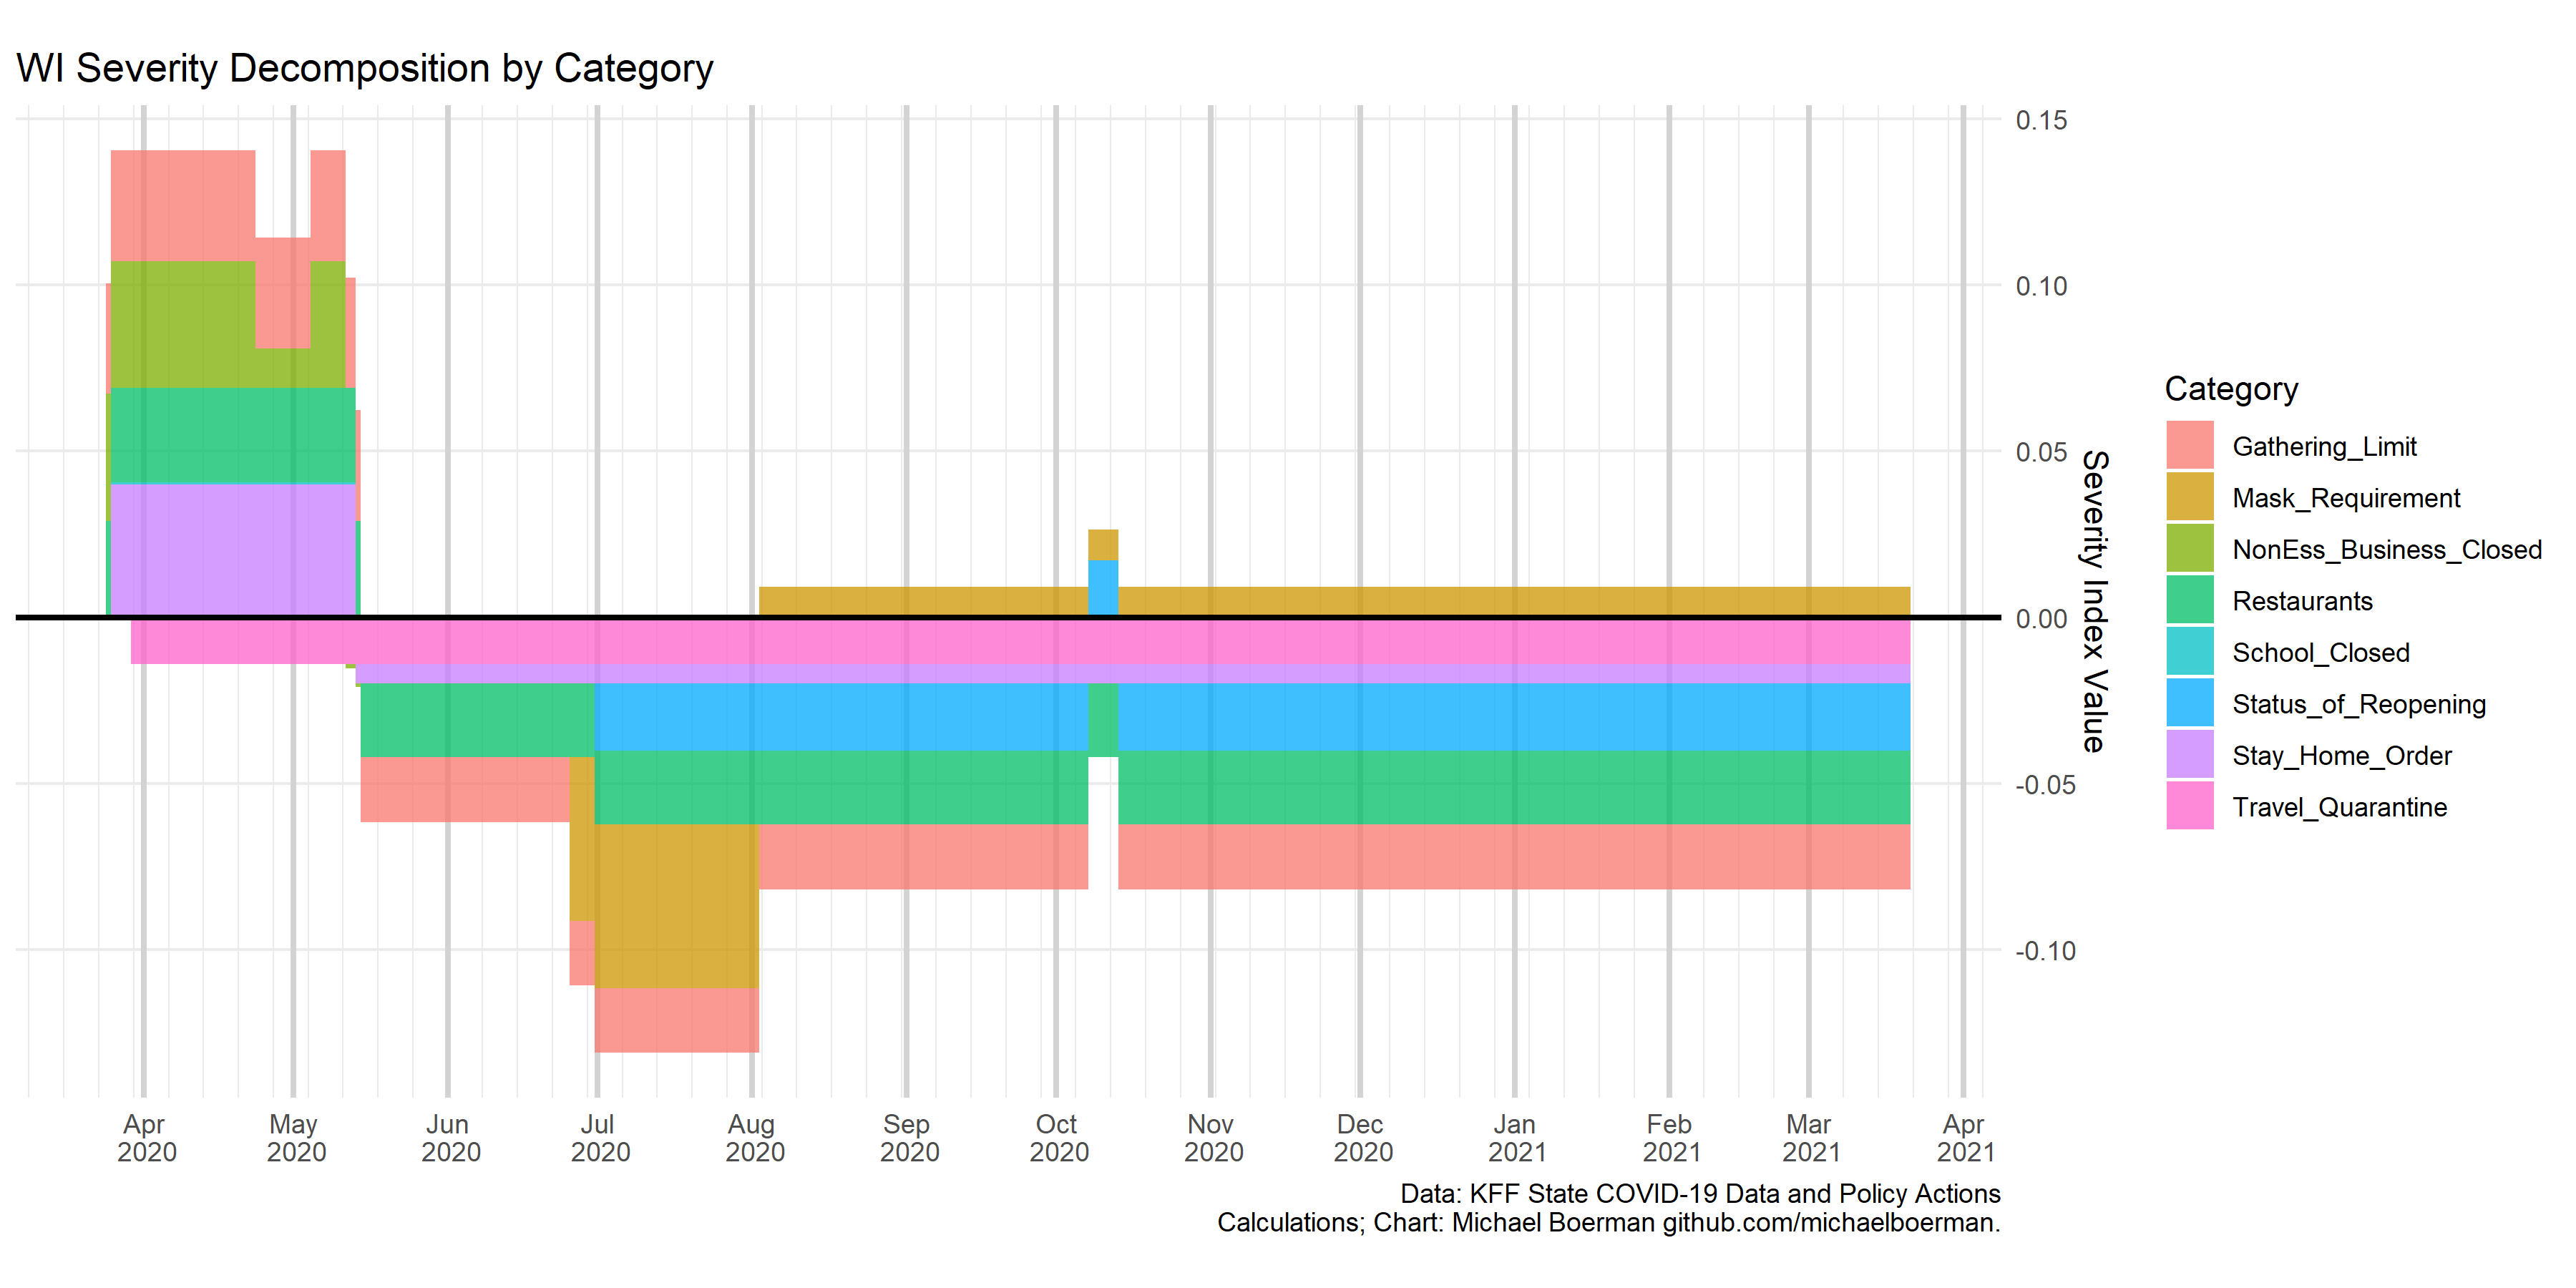 WI Severity Decomposition by Category
0.15
0.10
0.05
0.00
-0.05
-0.10
Severity Index Value
Apr 2020
May 2020
Jun 2020
Jul 2020
Aug 2020
Sep 2020
Oct 2020
Nov 2020
Dec 2020
Jan 2021
Feb 2021
Mar 2021
Apr 2021
Category
Gathering_Limit
Mask_Requirement
NonEss_Business_Closed
Restaurants
School_Closed
Status_of_Reopening
Stay_Home_Order
Travel_Quarantine
Data: KFF State COVID-19 Data and Policy Actions
Calculations; Chart: Michael Boerman github.com/michaelboerman.